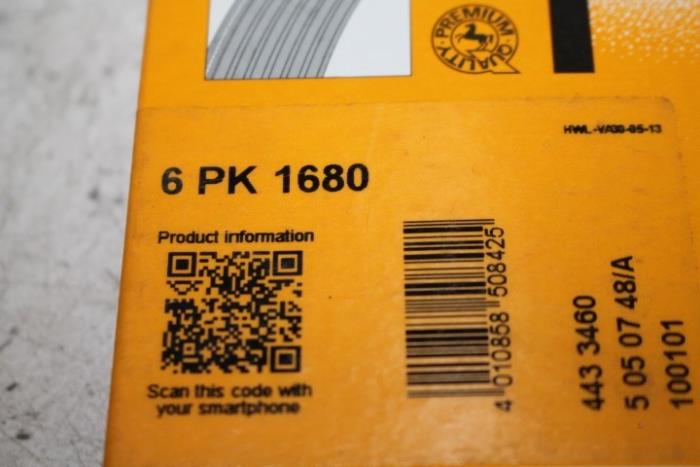 PREMIUM
QUALITY
HWL-VA00-05-13
6 PK 1680
Product information
Scan this code with
your smartphone
4 010858 508425
443 3460
5 05 07 48/A
100101